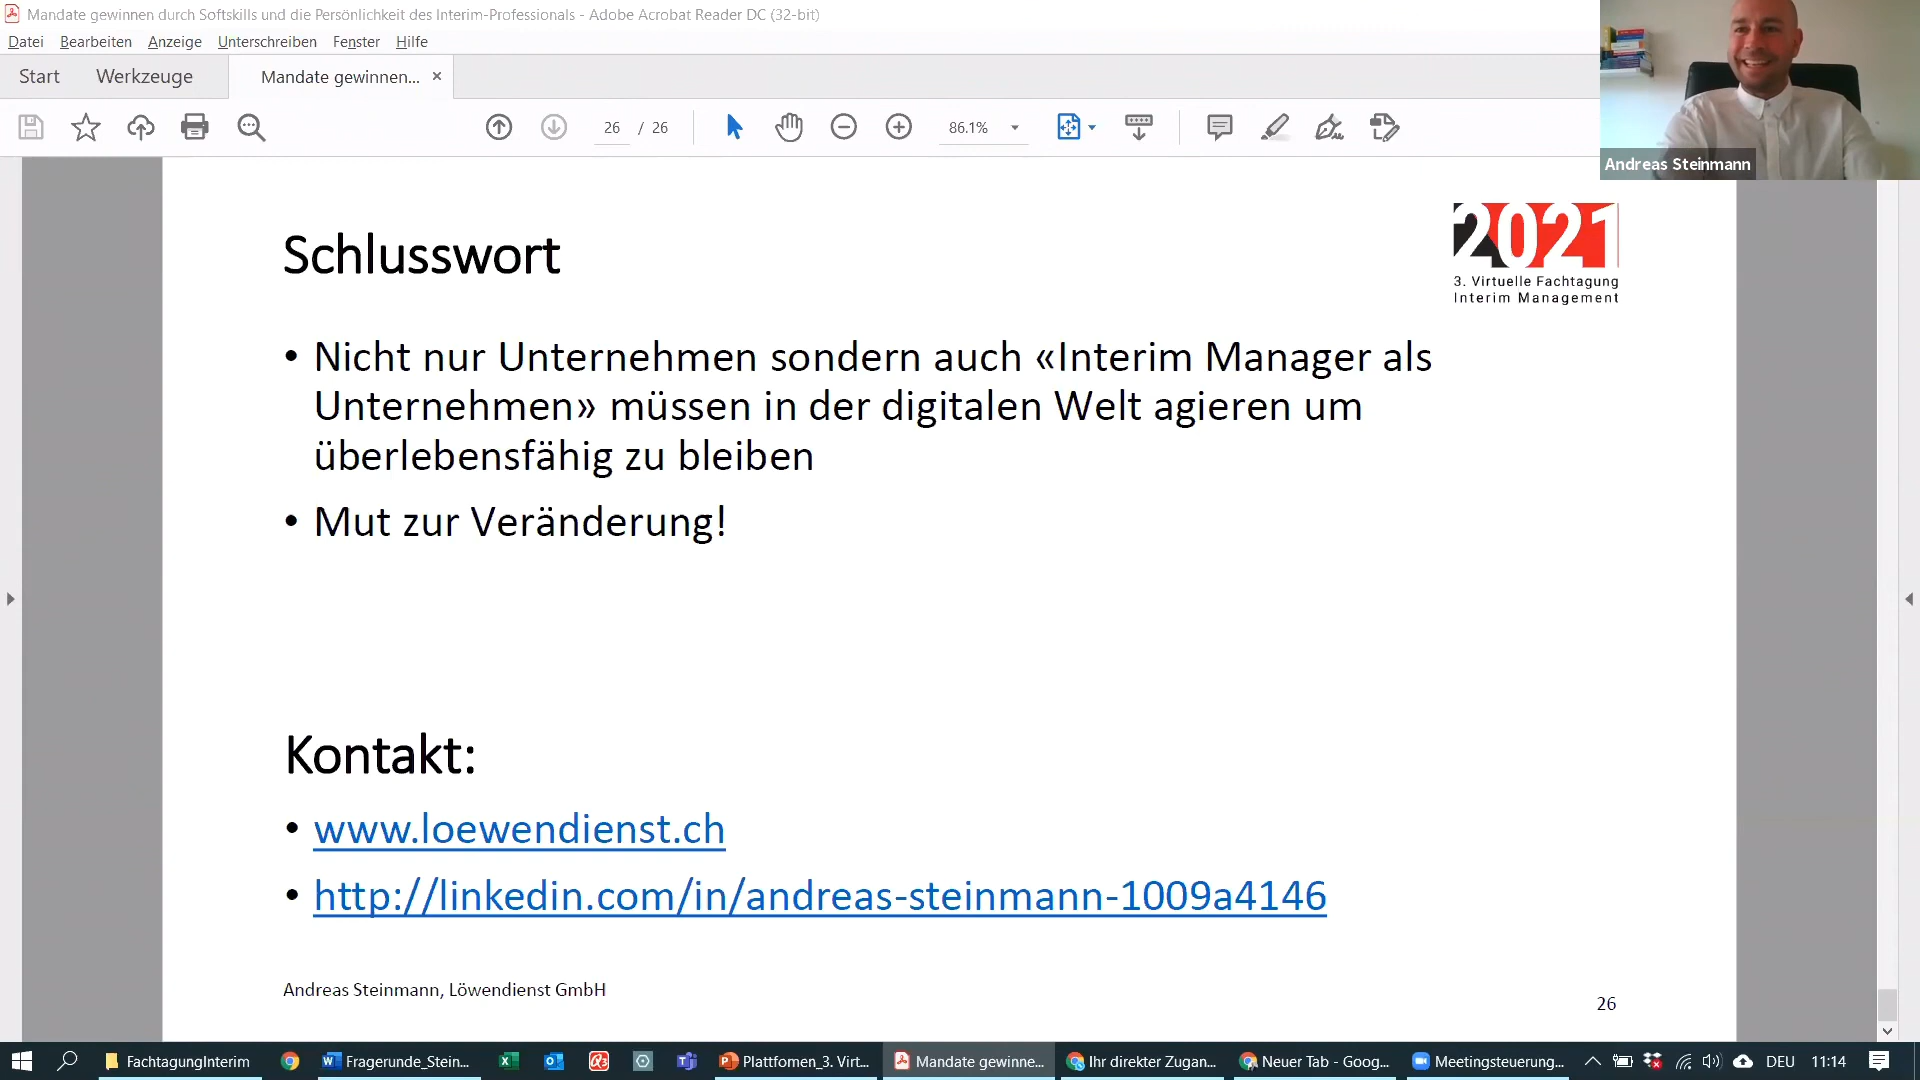 Mandate gewinnen durch Softskills und die Persönlichkeit des Interim-Professionals - Adobe Acrobat Reader DC (32-bit)
Datei Bearbeiten Anzeige Unterschreiben Fenster Hilfe
Start Werkzeuge Mandate gewinnen... ×
26 / 26 86.1%
Andreas Steinmann
2021
3. Virtuelle Fachtagung
Interim Management
Schlusswort
• Nicht nur Unternehmen sondern auch «Interim Manager als
Unternehmen» müssen in der digitalen Welt agieren um
überlebensfähig zu bleiben
• Mut zur Veränderung!
Kontakt:
• www.loewendienst.ch
• http://linkedin.com/in/andreas-steinmann-1009a4146
Andreas Steinmann, Löwendienst GmbH
26
FachtagungInterim Fragerunde_Stein... Plattfomen_3. Virt... Mandate gewinne... Ihr direkter Zugan... Neuer Tab - Goog... Meetingsteuerung... DEU 11:14